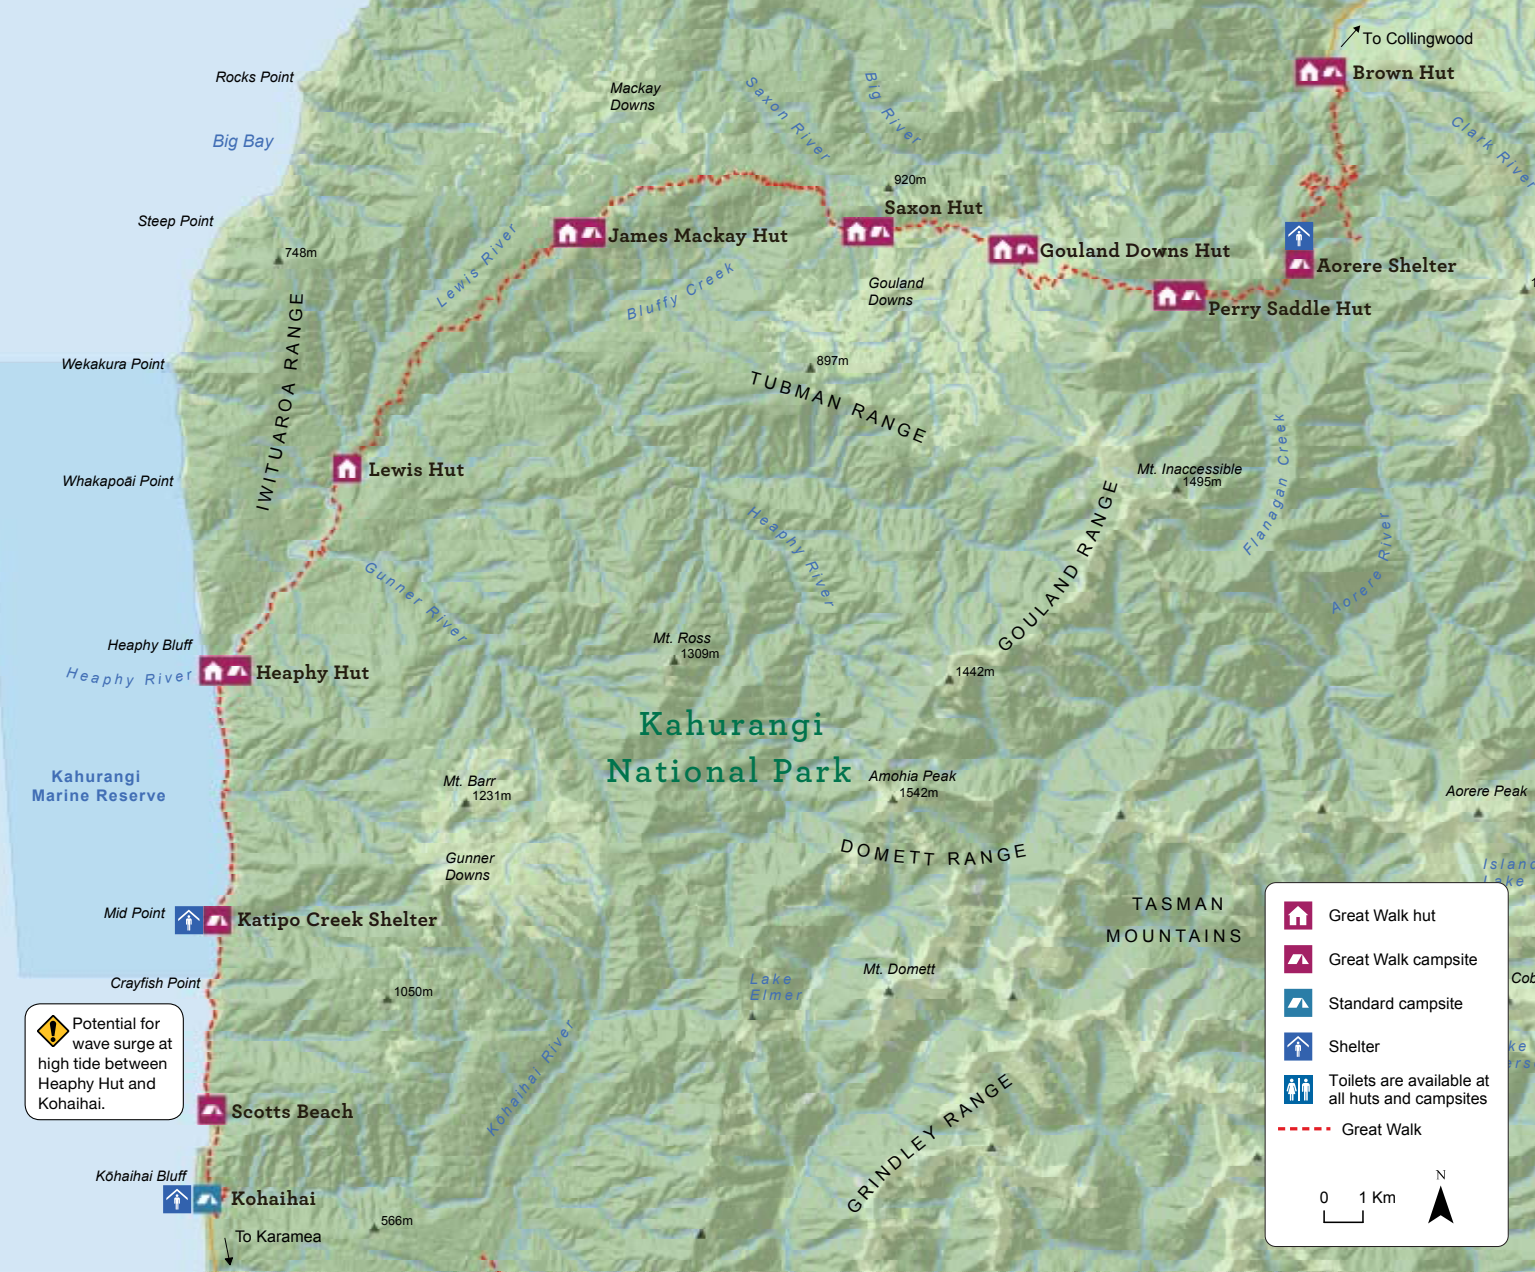 To Collingwood
Brown Hut
Rocks Point
Mackay
Downs
Saxon River
Big River
Clark River
Big Bay
920m
Saxon Hut
Steep Point
James Mackay Hut
Gouland Downs Hut
748m
Lewis River
Bluffy Creek
Gouland
Downs
Aorere Shelter
Perry Saddle Hut
IWITUAROA RANGE
Wekakura Point
897m
TUBMAN RANGE
Lewis Hut
Whakapoāi Point
Mt. Inaccessible
1495m
Flanagan Creek
Aorere River
Heaphy River
GOULAND RANGE
Gunner River
Heaphy Bluff
Heaphy River
Heaphy Hut
Mt. Ross
1309m
1442m
Kahurangi
National Park
Kahurangi
Marine Reserve
Mt. Barr
1231m
Amohia Peak
1542m
Aorere Peak
DOMETT RANGE
Gunner
Downs
Island
Lake
TASMAN
MOUNTAINS
Mid Point
Katipo Creek Shelter
Crayfish Point
1050m
Lake
Elmer
Mt. Domett
Cob
ke
ers
Potential for
wave surge at
high tide between
Heaphy Hut and
Kohaihai.
Kohaihai River
GRINDLEY RANGE
Scotts Beach
Kōhaihai Bluff
Kohaihai
566m
To Karamea
Great Walk hut
Great Walk campsite
Standard campsite
Shelter
Toilets are available at
all huts and campsites
Great Walk
N
0 1 Km